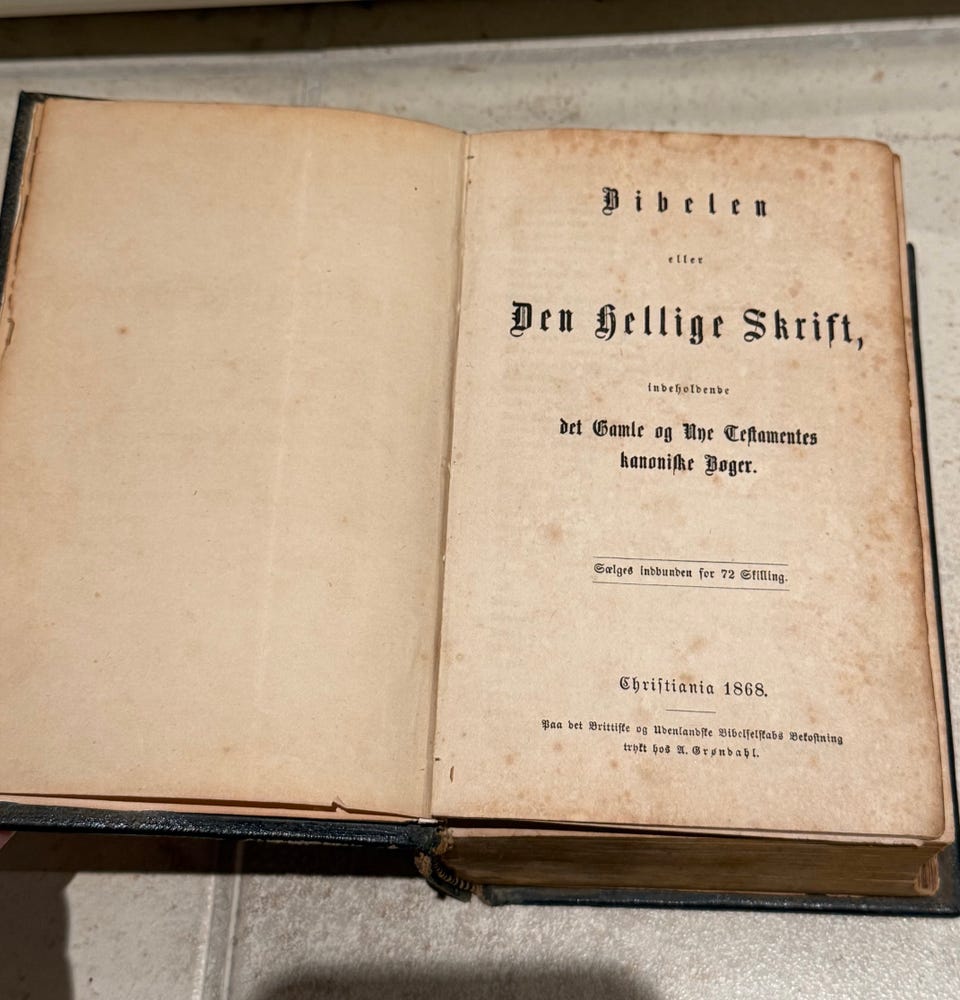 Bibelen
eller
Den Hellige Skrift,
indeholdende
det Gamle og Nye Testamentes
kanoniske Bøger.
Sælges indbunden for 72 Skilling.
Christiania 1868.
Paa det Brittiske og Udenlandske Bibelselskabs Bekostning
trykt hos A. Grøndahl.